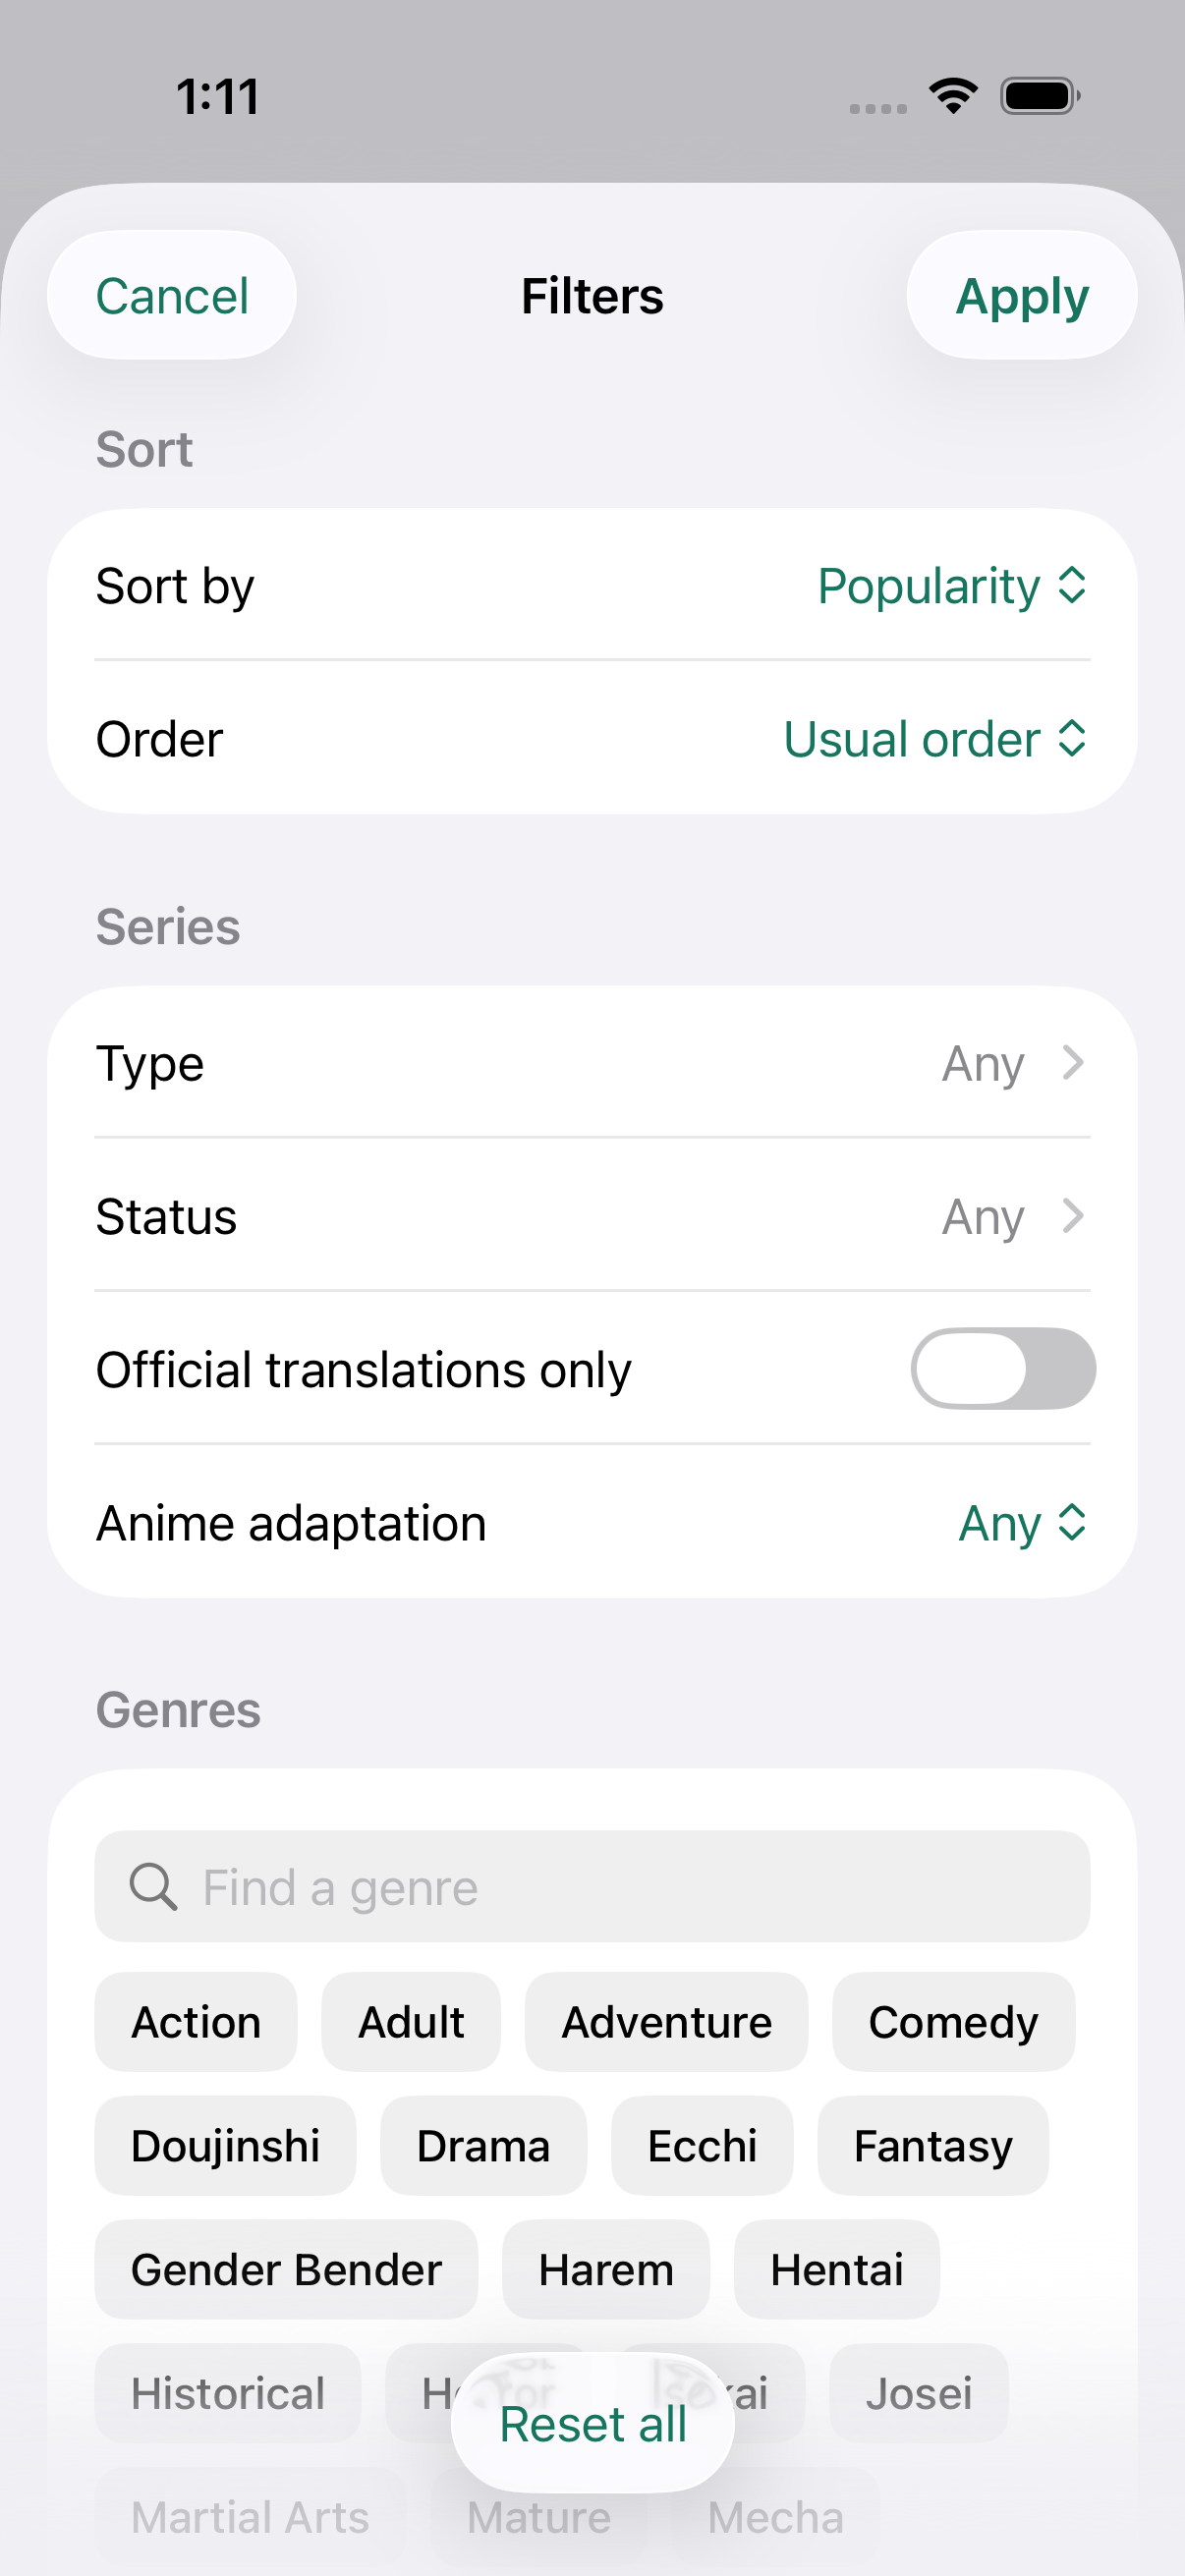 1:11
Cancel Filters Apply
Sort
Sort by Popularity
Order Usual order
Series
Type Any
Status Any
Official translations only
Anime adaptation Any
Genres
Find a genre
Action Adult Adventure Comedy
Doujinshi Drama Ecchi Fantasy
Gender Bender Harem Hentai
Historical Josei
Reset all
Martial Arts Mature Mecha